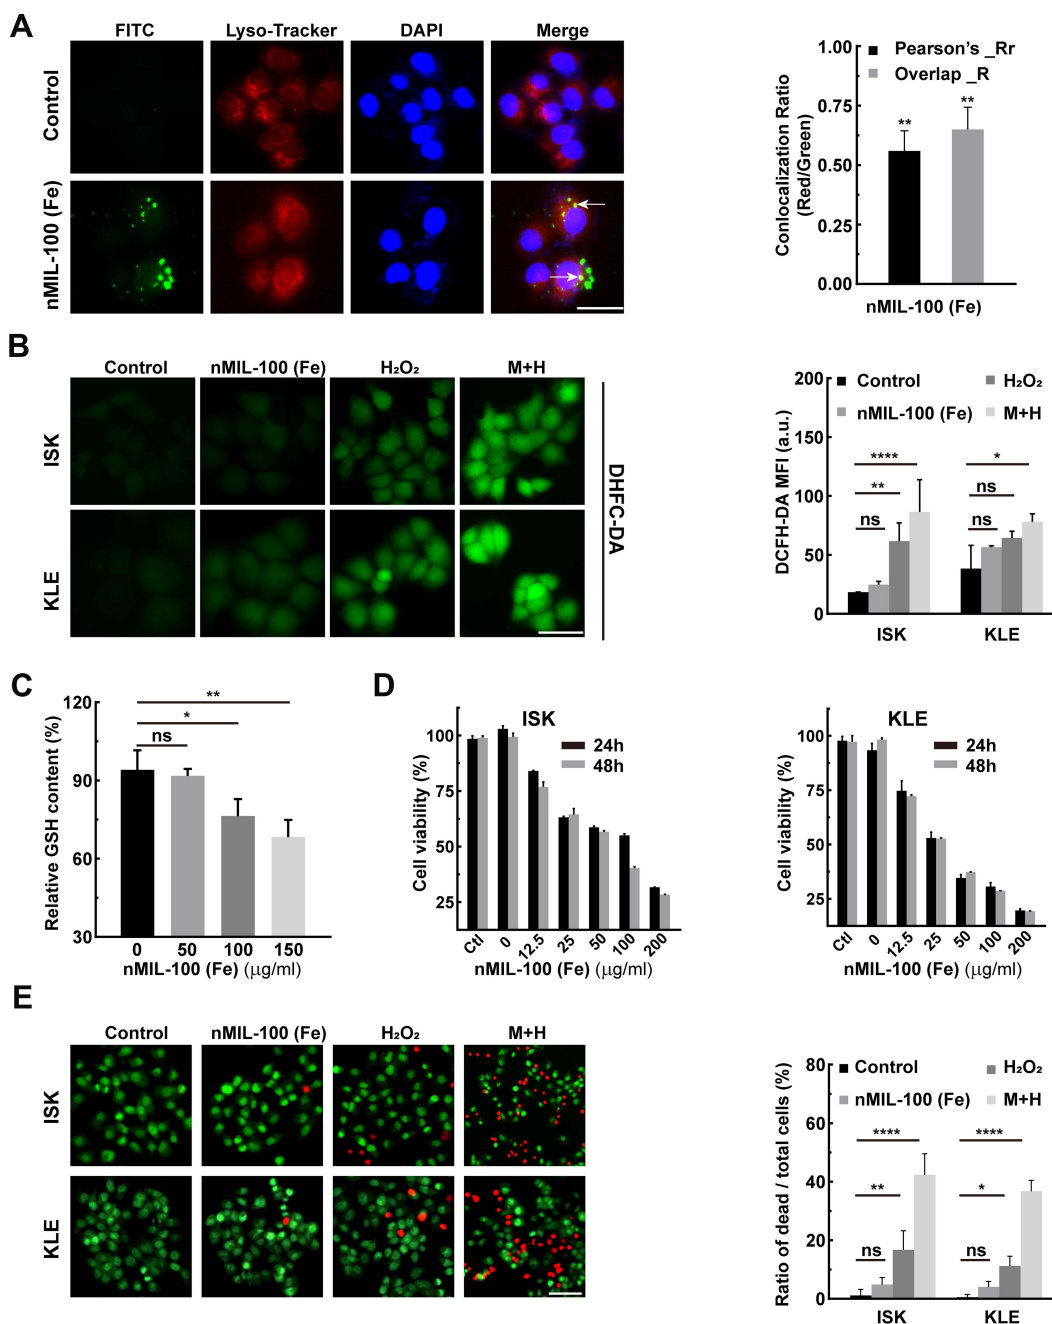 A
FITC Lyso-Tracker DAPI Merge
Control
nMIL-100 (Fe)
Conlocalization Ratio
(Red/Green)
1.00
0.75
0.50
0.25
0.00
Pearson's _Rr
Overlap _R
** **
nMIL-100 (Fe)
B
Control nMIL-100 (Fe) H₂O₂ M+H
ISK
KLE
DHFC-DA
DCFH-DA MFI (a.u.)
200
150
100
50
0
Control H₂O₂
nMIL-100 (Fe) M+H
**** *
** ns
ns ns
ISK KLE
C
Relative GSH content (%)
120
90
60
30
**
*
ns
0 50 100 150
nMIL-100 (Fe) (μg/ml)
D
ISK
24h
48h
Cell viability (%)
100
75
50
25
Ctl 0 12.5 25 50 100 200
nMIL-100 (Fe) (μg/ml)
KLE
24h
48h
Cell viability (%)
100
75
50
25
Ctl 0 12.5 25 50 100 200
nMIL-100 (Fe) (μg/ml)
E
Control nMIL-100 (Fe) H₂O₂ M+H
ISK
KLE
Ratio of dead / total cells (%)
80
60
40
20
0
Control H₂O₂
nMIL-100 (Fe) M+H
**** ****
** *
ns ns
ISK KLE